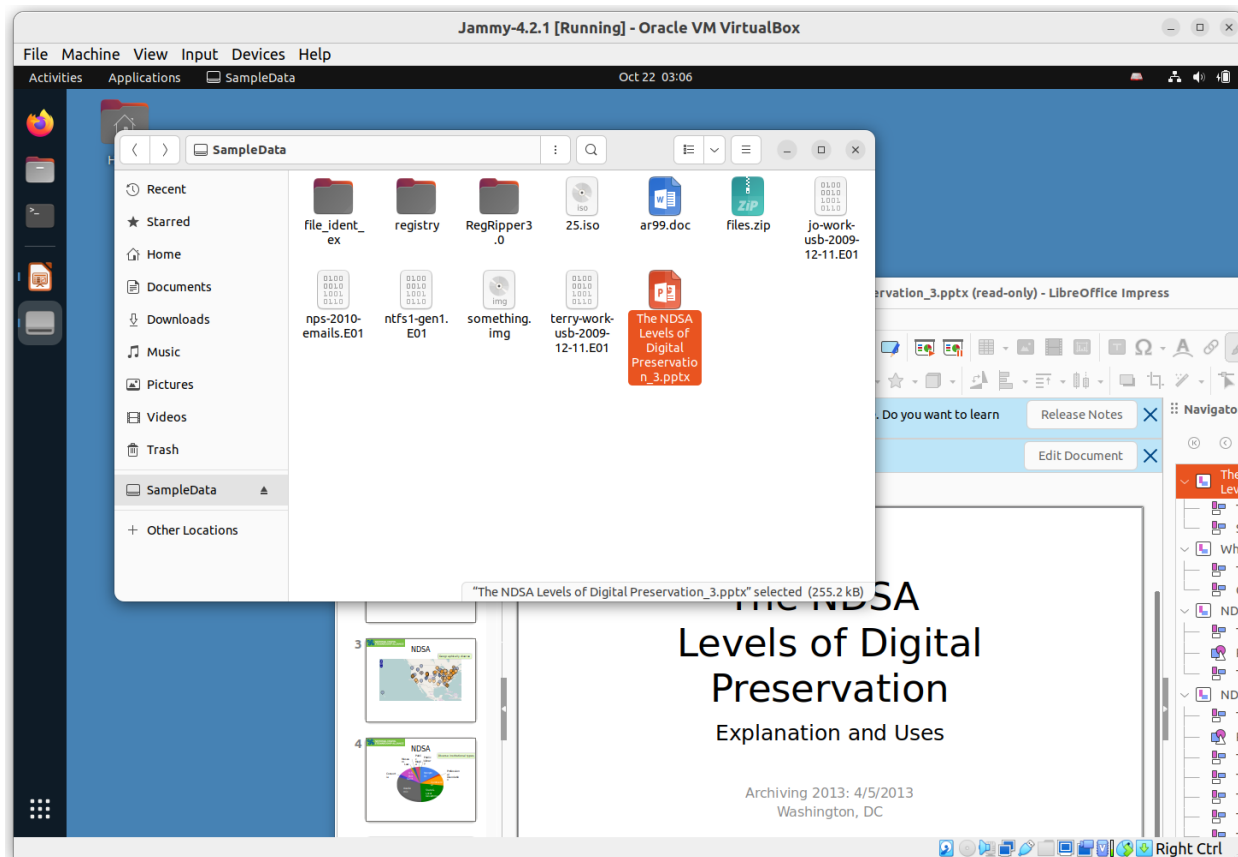 Jammy-4.2.1 [Running] - Oracle VM VirtualBox
File Machine View Input Devices Help
Activities Applications SampleData Oct 22 03:06
SampleData
Recent
Starred
Home
Documents
Downloads
Music
Pictures
Videos
Trash
SampleData
Other Locations
file_ident_
ex
registry
RegRipper3
.0
iso
25.iso
ar99.doc
ZiP
files.zip
jo-work-
usb-2009-
12-11.E01
nps-2010-
emails.E01
ntfs1-gen1.
E01
img
something.
img
terry-work-
usb-2009-
12-11.E01
The NDSA
Levels of
Digital
Preservatio
n_3.pptx
"The NDSA Levels of Digital Preservation_3.pptx" selected (255.2 kB)
ervation_3.pptx (read-only) - LibreOffice Impress
. Do you want to learn
Release Notes
Edit Document
Navigato
The
Lev
Wh
ND
ND
3
NDSA
4
NDSA
The NDSA
Levels of Digital
Preservation
Explanation and Uses
Archiving 2013: 4/5/2013
Washington, DC
Right Ctrl